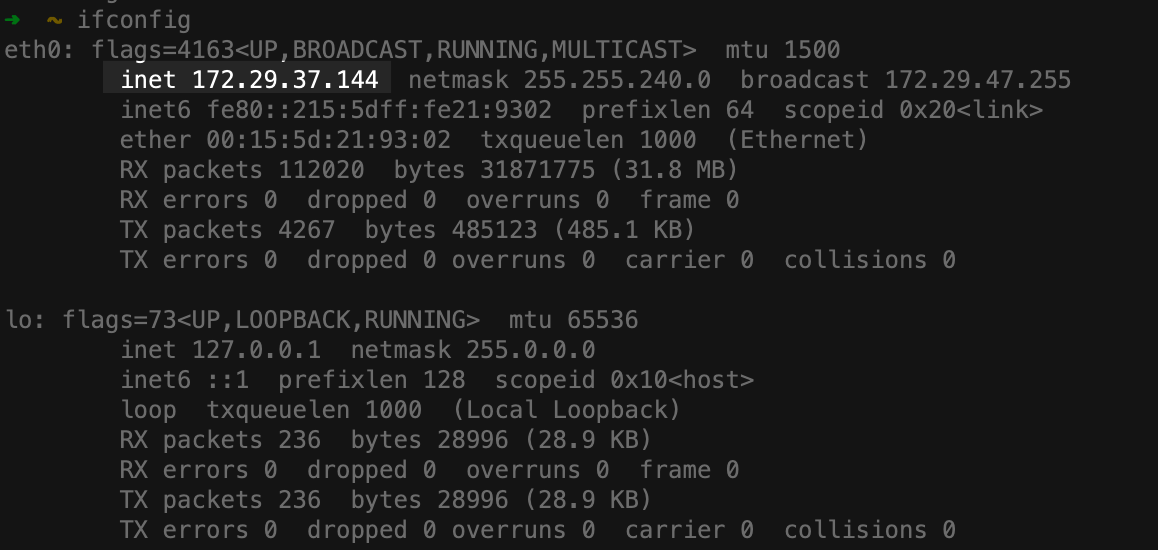 ➜ ~ ifconfig
eth0: flags=4163<UP,BROADCAST,RUNNING,MULTICAST> mtu 1500
inet 172.29.37.144 netmask 255.255.240.0 broadcast 172.29.47.255
inet6 fe80::215:5dff:fe21:9302 prefixlen 64 scopeid 0x20<link>
ether 00:15:5d:21:93:02 txqueuelen 1000 (Ethernet)
RX packets 112020 bytes 31871775 (31.8 MB)
RX errors 0 dropped 0 overruns 0 frame 0
TX packets 4267 bytes 485123 (485.1 KB)
TX errors 0 dropped 0 overruns 0 carrier 0 collisions 0
lo: flags=73<UP,LOOPBACK,RUNNING> mtu 65536
inet 127.0.0.1 netmask 255.0.0.0
inet6 ::1 prefixlen 128 scopeid 0x10<host>
loop txqueuelen 1000 (Local Loopback)
RX packets 236 bytes 28996 (28.9 KB)
RX errors 0 dropped 0 overruns 0 frame 0
TX packets 236 bytes 28996 (28.9 KB)
TX errors 0 dropped 0 overruns 0 carrier 0 collisions 0